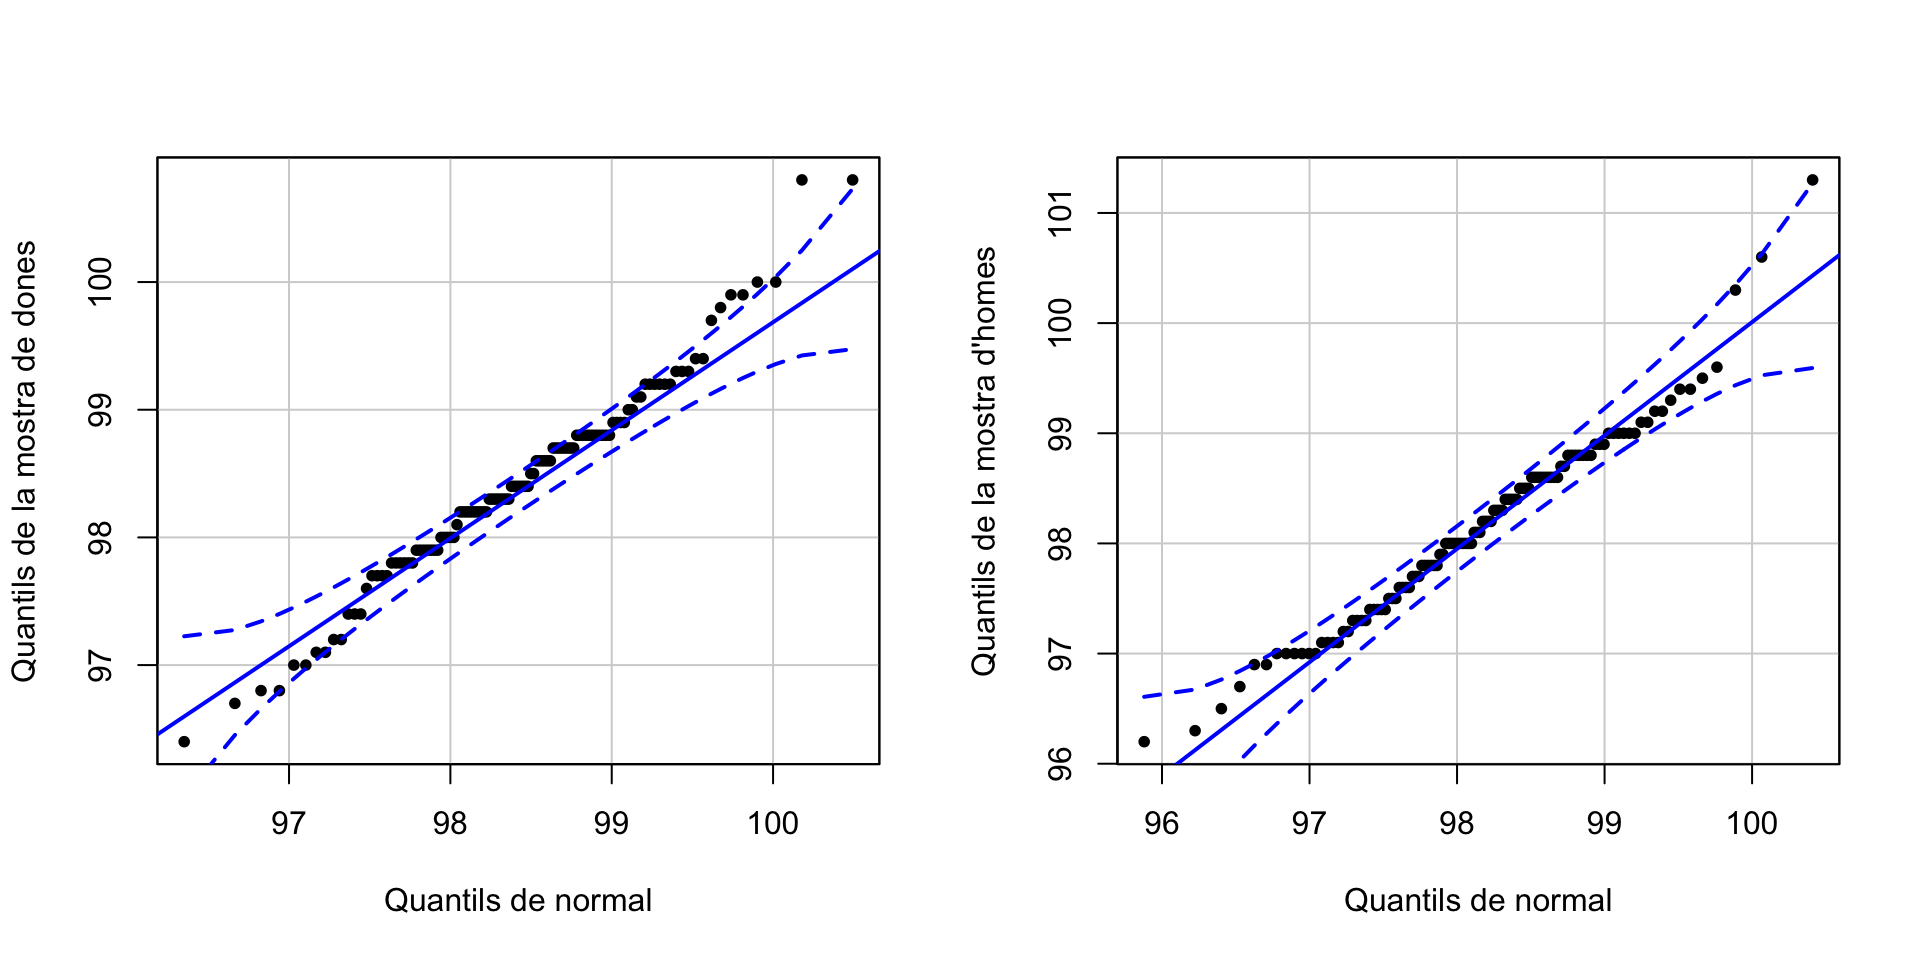 Quantils de la mostra de dones
100
99
98
97
97 98 99 100
Quantils de normal
Quantils de la mostra d'homes
101
100
99
98
97
96
96 97 98 99 100
Quantils de normal